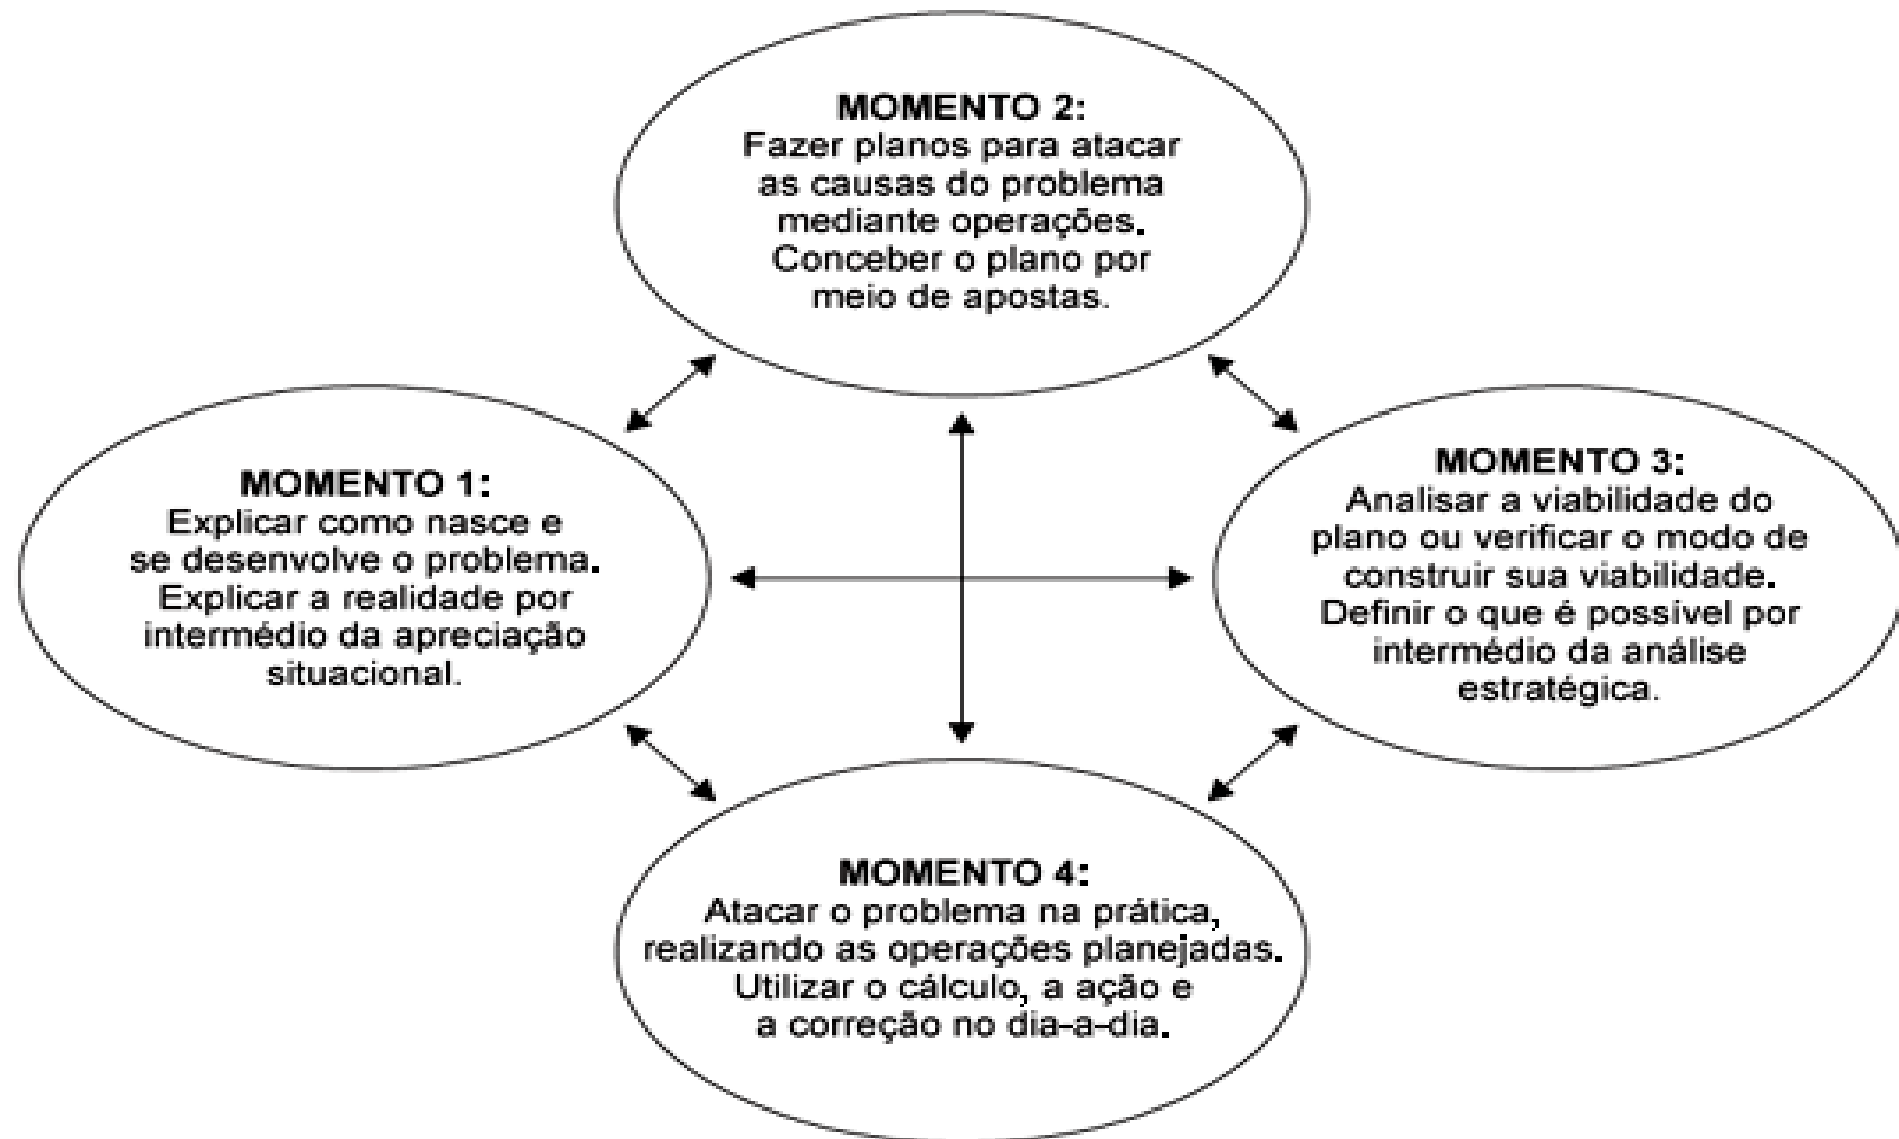 MOMENTO 2:
Fazer planos para atacar
as causas do problema
mediante operações.
Conceber o plano por
meio de apostas.
MOMENTO 1:
Explicar como nasce e
se desenvolve o problema.
Explicar a realidade por
intermédio da apreciação
situacional.
MOMENTO 3:
Analisar a viabilidade do
plano ou verificar o modo de
construir sua viabilidade.
Definir o que é possivel por
intermédio da análise
estratégica.
MOMENTO 4:
Atacar o problema na prática,
realizando as operações planejadas.
Utilizar o cálculo, a ação e
a correção no dia-a-dia.